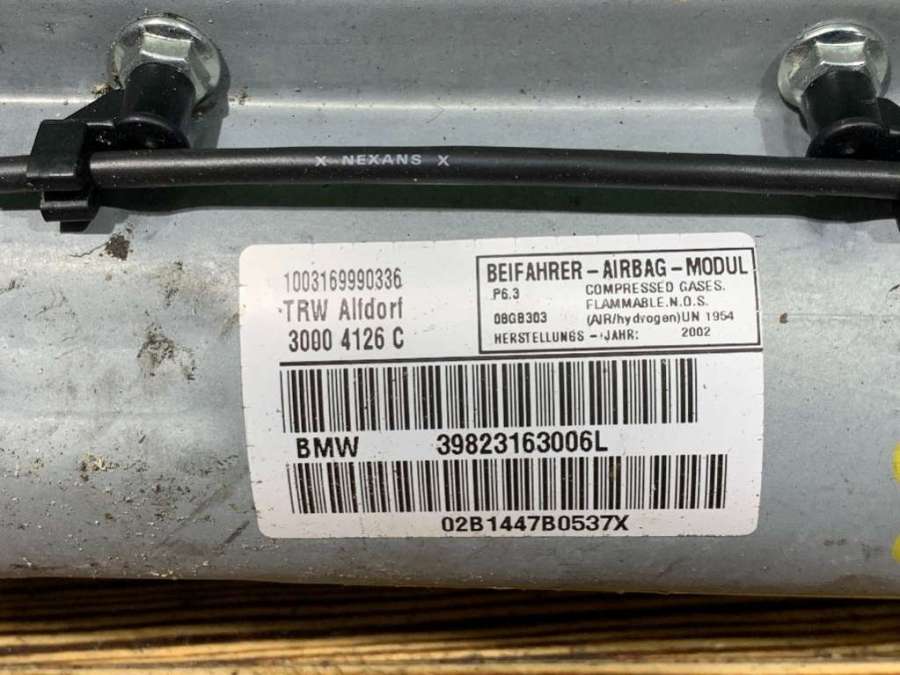 X NEXANS X
1003169990336
TRW Alfdorf
3000 4126 C
BEIFAHRER-AIRBAG-MODUL
P6.3 COMPRESSED GASES.
FLAMMABLE.N.O.S.
08GB303 (AIR/hydrogen)UN 1954
HERSTELLUNGS-/JAHR: 2002
BMW 39823163006L
02B1447B0537X